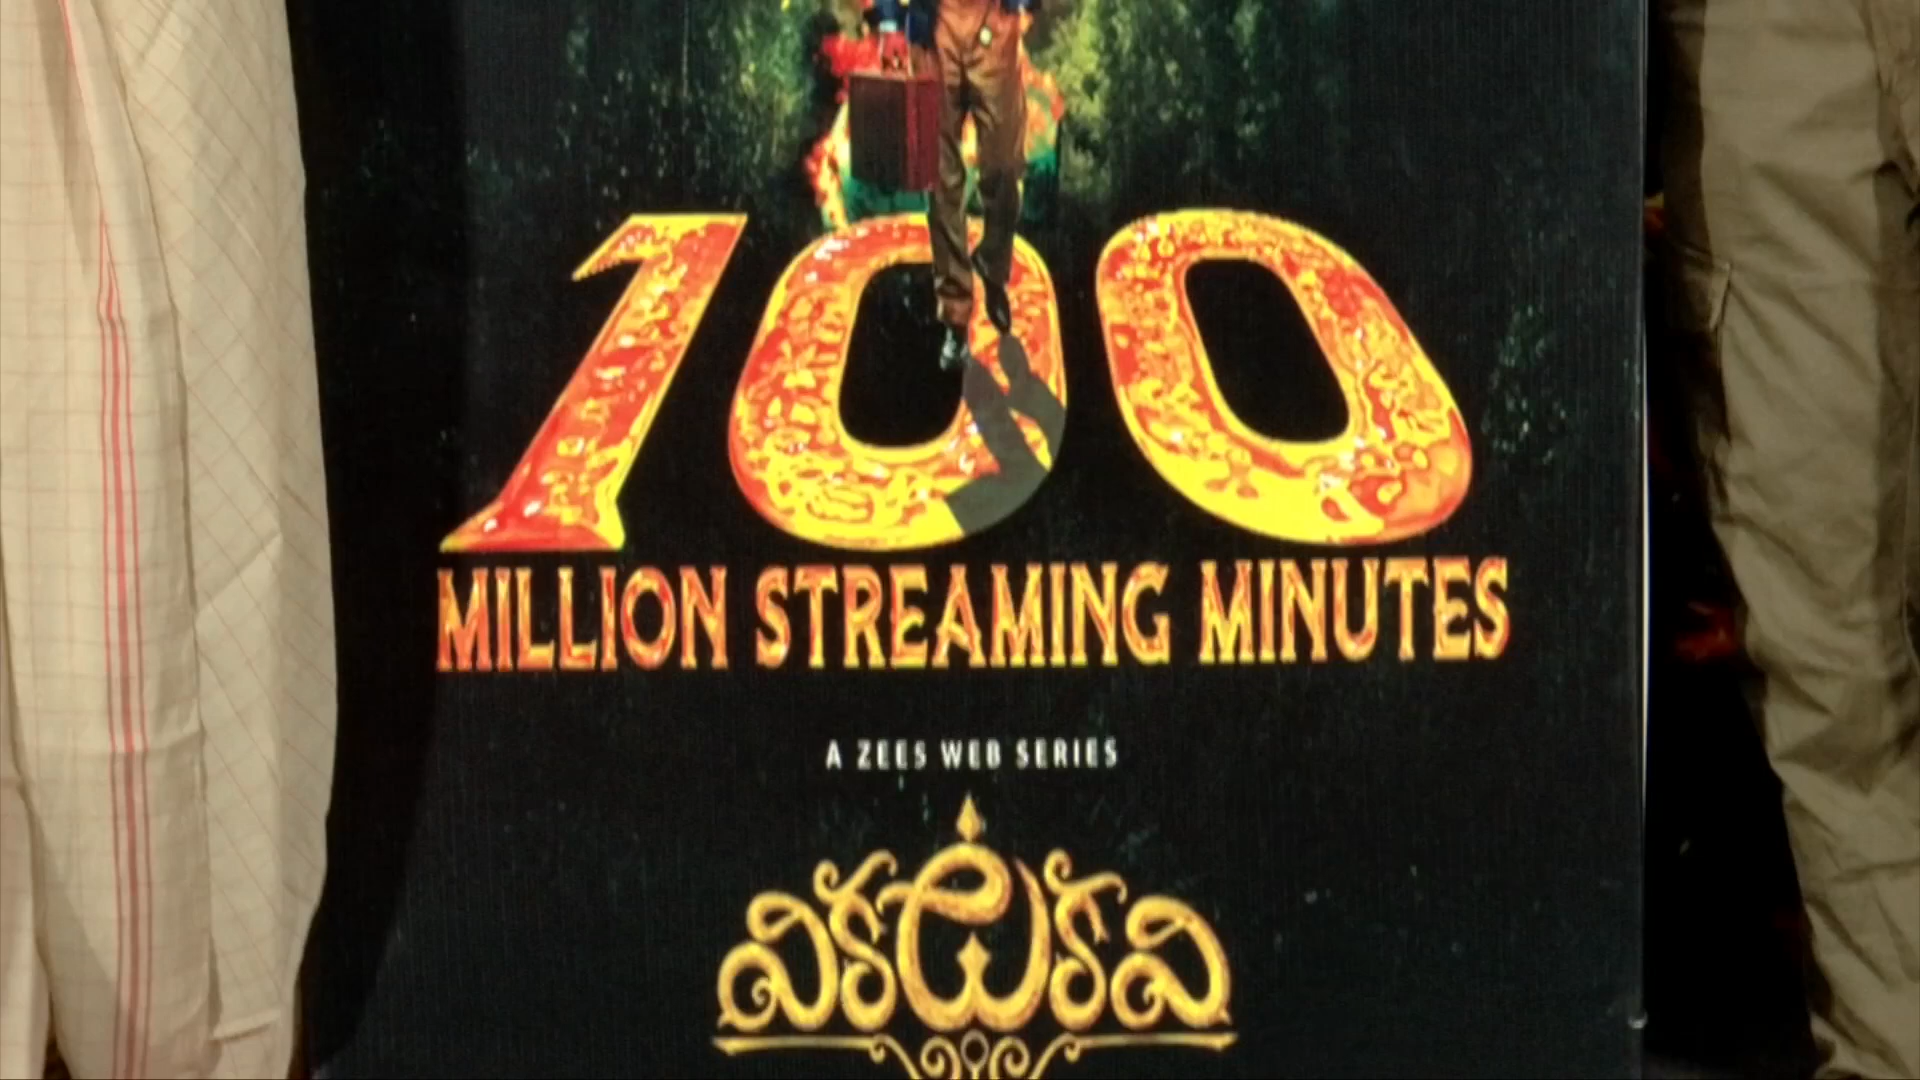 100
MILLION STREAMING MINUTES
A ZEE5 WEB SERIES
వికటకవి